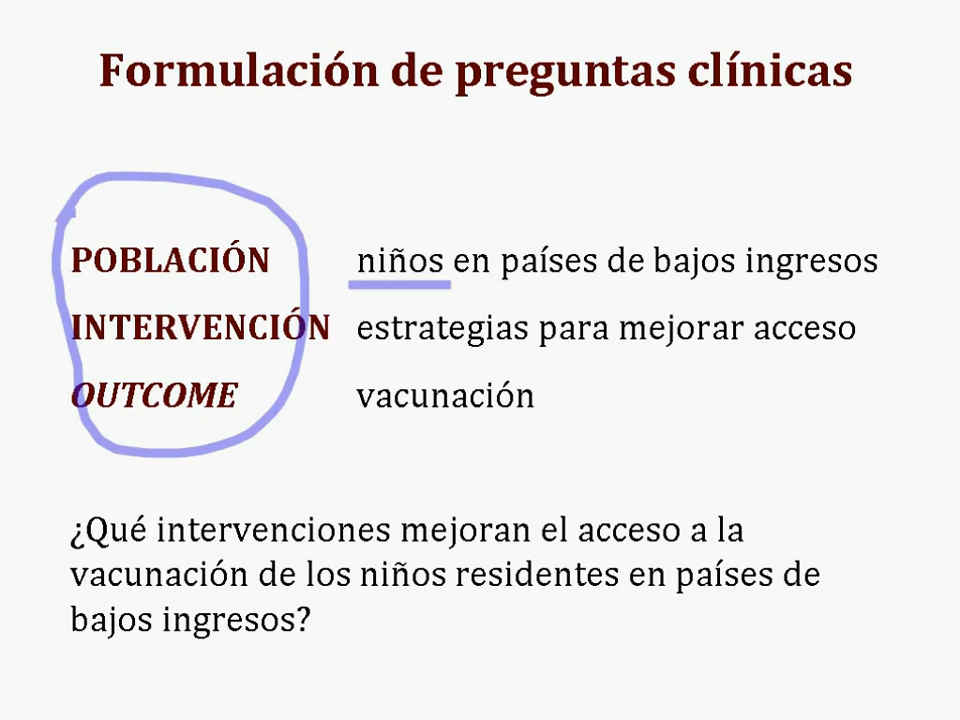 Formulación de preguntas clínicas
POBLACIÓN niños en países de bajos ingresos
INTERVENCIÓN estrategias para mejorar acceso
OUTCOME vacunación
¿Qué intervenciones mejoran el acceso a la
vacunación de los niños residentes en países de
bajos ingresos?